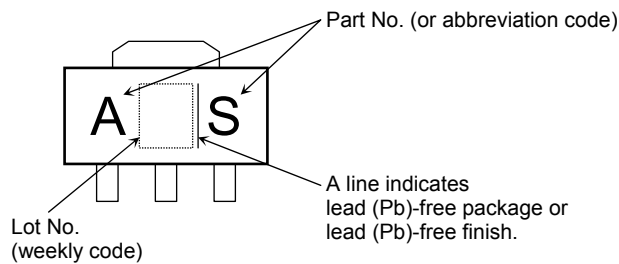 Part No. (or abbreviation code)
A S
A line indicates
lead (Pb)-free package or
lead (Pb)-free finish.
Lot No.
(weekly code)